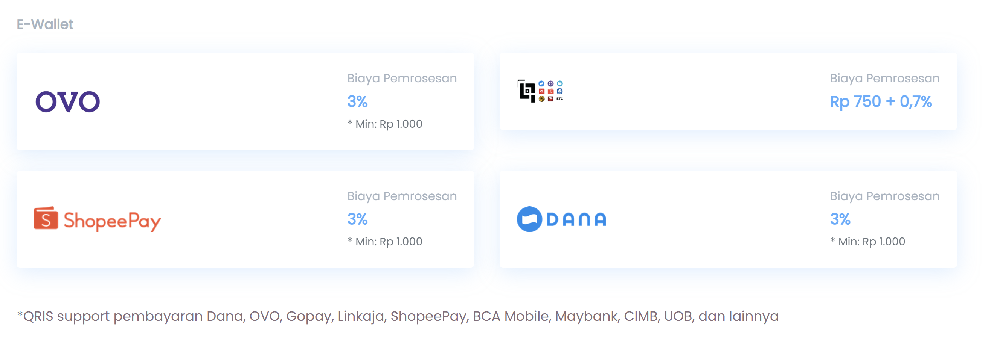 E-Wallet
OVO
Biaya Pemrosesan
3%
* Min: Rp 1.000
ETC
Biaya Pemrosesan
Rp 750 + 0,7%
S ShopeePay
Biaya Pemrosesan
3%
* Min: Rp 1.000
DANA
Biaya Pemrosesan
3%
* Min: Rp 1.000
*QRIS support pembayaran Dana, OVO, Gopay, Linkaja, ShopeePay, BCA Mobile, Maybank, CIMB, UOB, dan lainnya